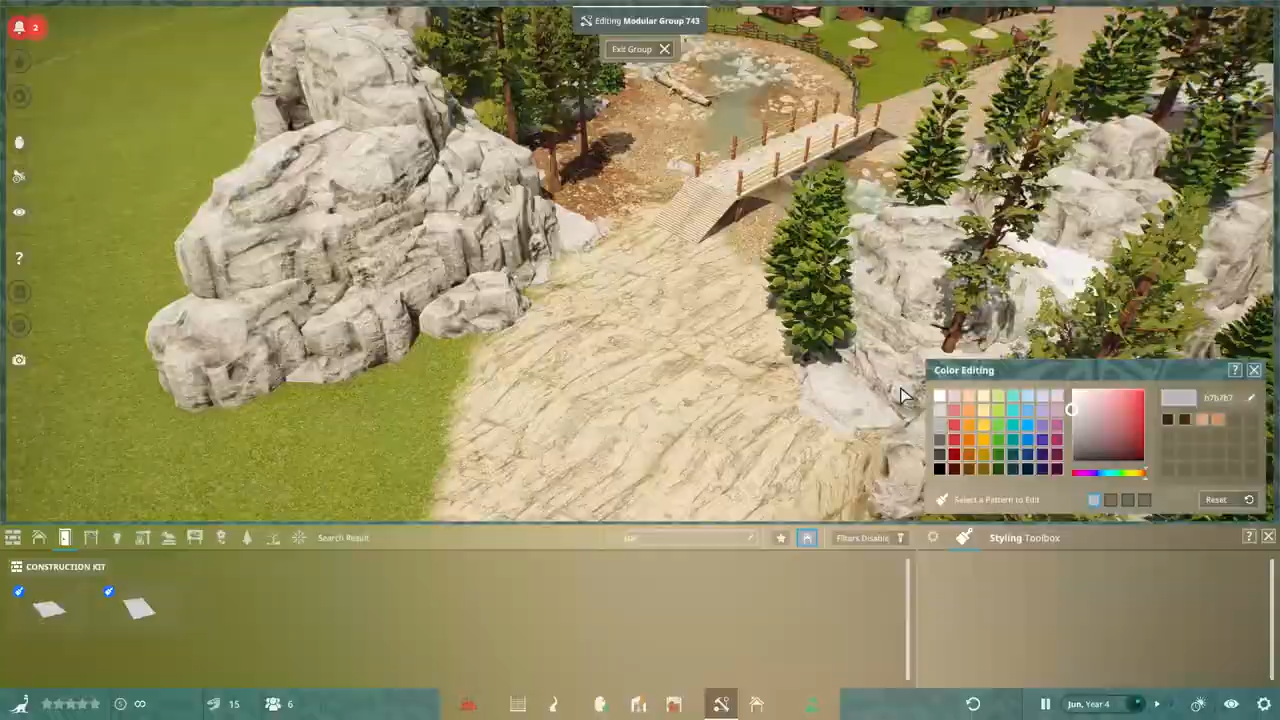 2
Editing Modular Group 743
Exit Group
Color Editing
?
b7b7b7
Select a Pattern to Edit
Reset
Search Result
Filters Disable
Styling Toolbox
?
CONSTRUCTION KIT
15
6
Jun, Year 4